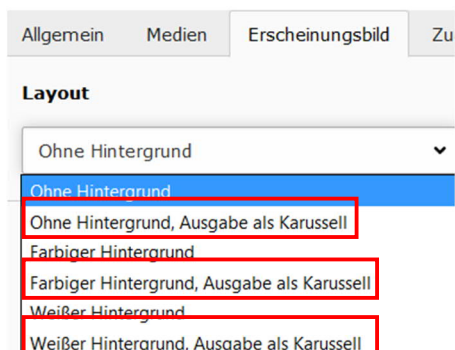 Allgemein Medien Erscheinungsbild Zu
Layout
Ohne Hintergrund
Ohne Hintergrund
Ohne Hintergrund, Ausgabe als Karussell
Farbiger Hintergrund
Farbiger Hintergrund, Ausgabe als Karussell
Weißer Hintergrund
Weißer Hintergrund, Ausgabe als Karussell